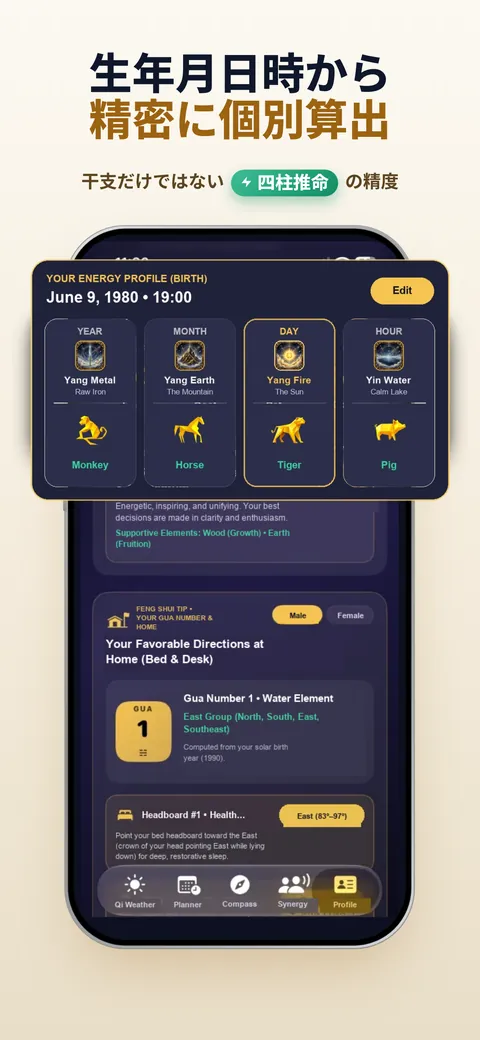 生年月日時から
精密に個別算出
干支だけではない 四柱推命 の精度
YOUR ENERGY PROFILE (BIRTH)
June 9, 1980 • 19:00
Edit
YEAR
Yang Metal
Raw Iron
Monkey
MONTH
Yang Earth
The Mountain
Horse
DAY
Yang Fire
The Sun
Tiger
HOUR
Yin Water
Calm Lake
Pig
Energetic, inspiring, and unifying. Your best
decisions are made in clarity and enthusiasm.
Supportive Elements: Wood (Growth) • Earth
(Fruition)
FENG SHUI TIP •
YOUR GUA NUMBER &
HOME
Male
Female
Your Favorable Directions at
Home (Bed & Desk)
GUA
1
☵
Gua Number 1 • Water Element
East Group (North, South, East,
Southeast)
Computed from your solar birth
year (1990).
Headboard #1 • Health...
East (83°–97°)
Point your bed headboard toward the East
(crown of your head pointing East while lying
down) for deep, restorative sleep.
Qi Weather
Planner
Compass
Synergy
Profile